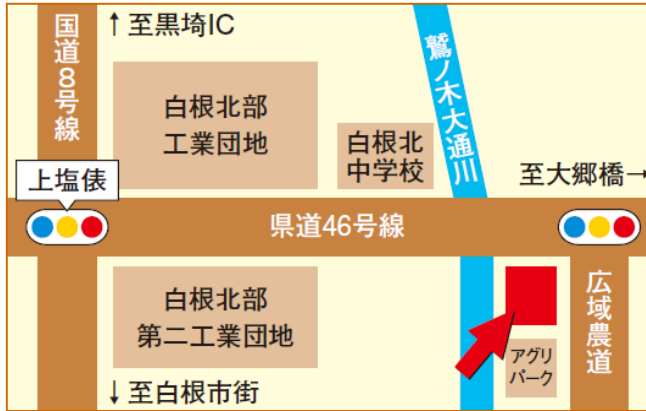 国道8号線
↑至黒埼IC
白根北部
工業団地
白根北
中学校
鷲ノ木大通川
上塩俵
至大郷橋→
県道46号線
白根北部
第二工業団地
広域農道
アグリ
パーク
↓至白根市街